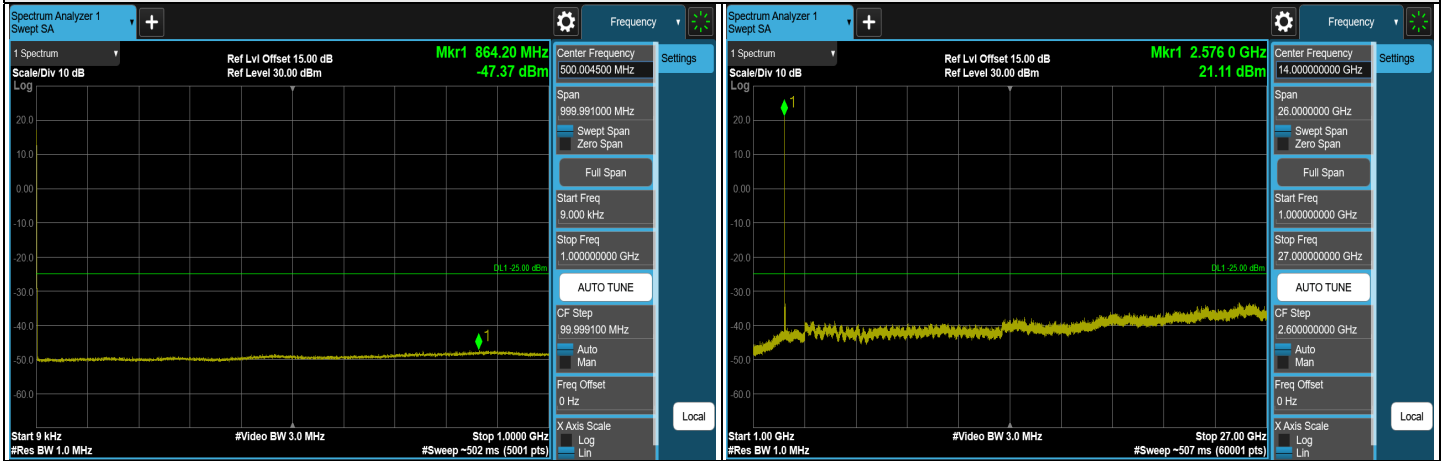 Spectrum Analyzer 1
Swept SA
+
Frequency
1 Spectrum
Scale/Div 10 dB
Log
Ref Lvl Offset 15.00 dB
Ref Level 30.00 dBm
Mkr1 864.20 MHz
-47.37 dBm
1
20.0
10.0
0.00
-10.0
-20.0
-30.0
-40.0
-50.0
-60.0
DL1 -25.00 dBm
Start 9 kHz
#Res BW 1.0 MHz
#Video BW 3.0 MHz
Stop 1.0000 GHz
#Sweep ~502 ms (5001 pts)
Center Frequency
500.004500 MHz
Span
999.991000 MHz
Swept Span
Zero Span
Full Span
Start Freq
9.000 kHz
Stop Freq
1.000000000 GHz
AUTO TUNE
CF Step
99.999100 MHz
Auto
Man
Freq Offset
0 Hz
X Axis Scale
Log
Lin
Settings
Local
Spectrum Analyzer 1
Swept SA
+
Frequency
1 Spectrum
Scale/Div 10 dB
Log
Ref Lvl Offset 15.00 dB
Ref Level 30.00 dBm
Mkr1 2.576 0 GHz
21.11 dBm
1
20.0
10.0
0.00
-10.0
-20.0
-30.0
-40.0
-50.0
-60.0
DL1 -25.00 dBm
Start 1.00 GHz
#Res BW 1.0 MHz
#Video BW 3.0 MHz
Stop 27.00 GHz
#Sweep ~507 ms (60001 pts)
Center Frequency
14.000000000 GHz
Span
26.0000000 GHz
Swept Span
Zero Span
Full Span
Start Freq
1.000000000 GHz
Stop Freq
27.000000000 GHz
AUTO TUNE
CF Step
2.600000000 GHz
Auto
Man
Freq Offset
0 Hz
X Axis Scale
Log
Lin
Settings
Local